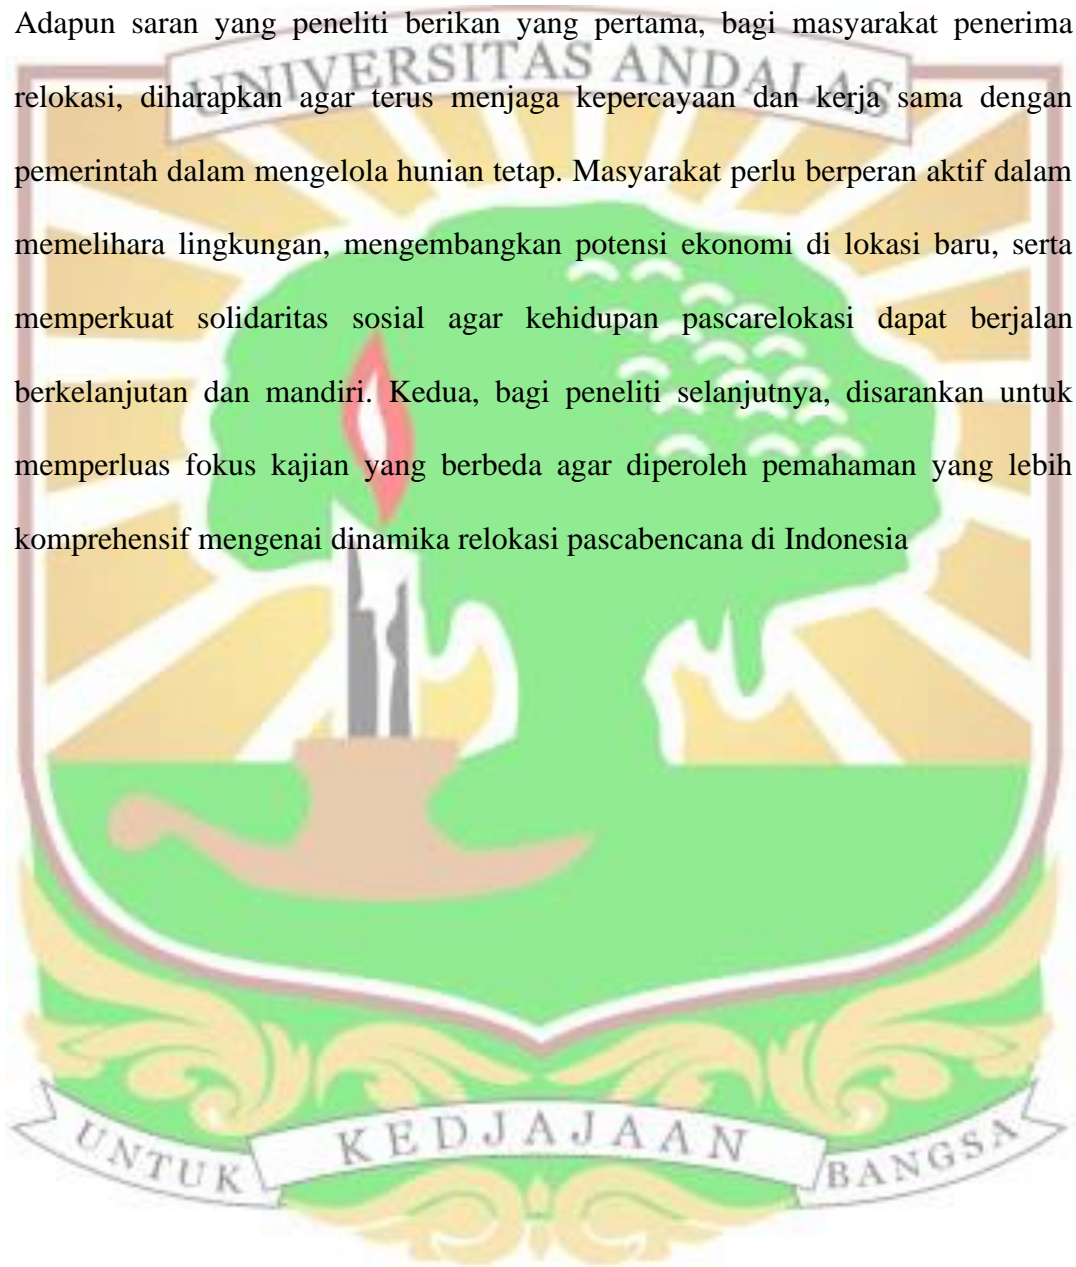 Adapun saran yang peneliti berikan yang pertama, bagi masyarakat penerima
UNIVERSITAS ANDALAS
relokasi, diharapkan agar terus menjaga kepercayaan dan kerja sama dengan
pemerintah dalam mengelola hunian tetap. Masyarakat perlu berperan aktif dalam
memelihara lingkungan, mengembangkan potensi ekonomi di lokasi baru, serta
memperkuat solidaritas sosial agar kehidupan pascarelokasi dapat berjalan
berkelanjutan dan mandiri. Kedua, bagi peneliti selanjutnya, disarankan untuk
memperluas fokus kajian yang berbeda agar diperoleh pemahaman yang lebih
komprehensif mengenai dinamika relokasi pascabencana di Indonesia
UNTUK KEDJAJAAN BANGSA